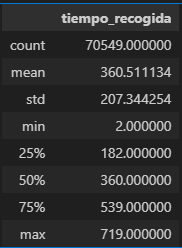 tiempo_recogida
count 70549.000000
mean 360.511134
std 207.344254
min 2.000000
25% 182.000000
50% 360.000000
75% 539.000000
max 719.000000